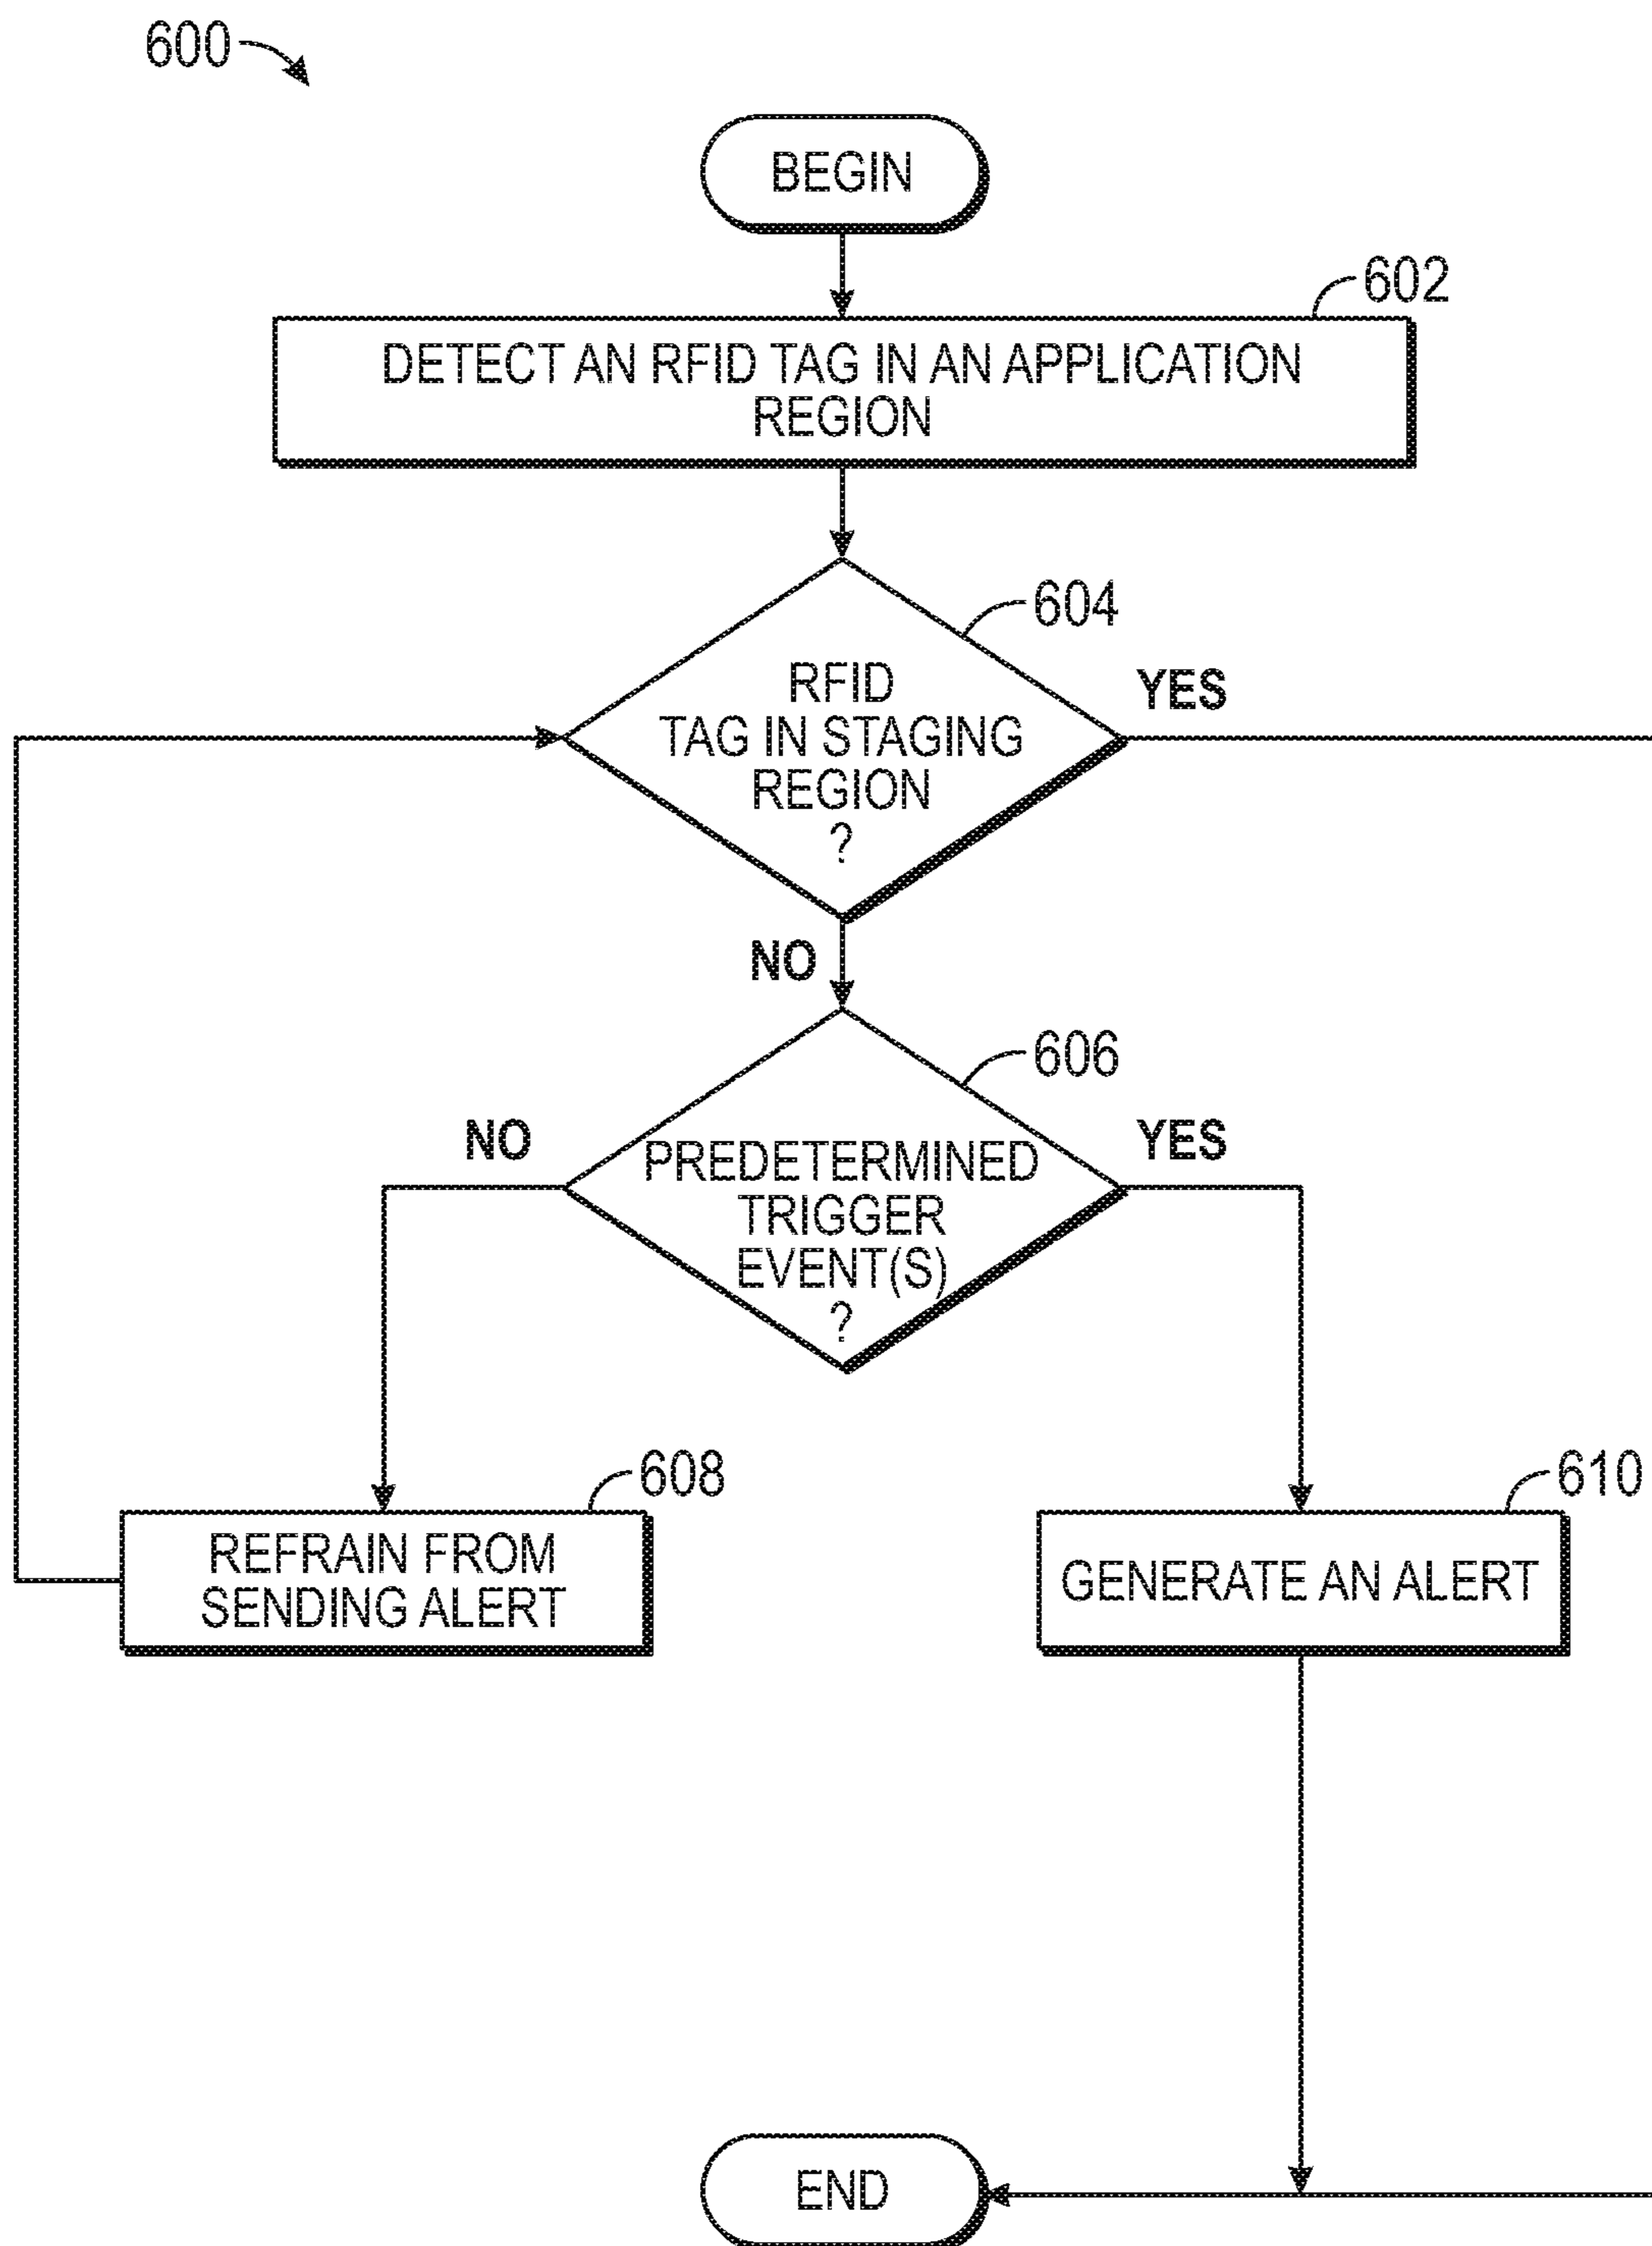 600
BEGIN
602
DETECT AN RFID TAG IN AN APPLICATION
REGION
604
RFID
TAG IN STAGING
REGION
?
YES
NO
606
PREDETERMINED
TRIGGER
EVENT(S)
?
NO
YES
608
REFRAIN FROM
SENDING ALERT
610
GENERATE AN ALERT
END